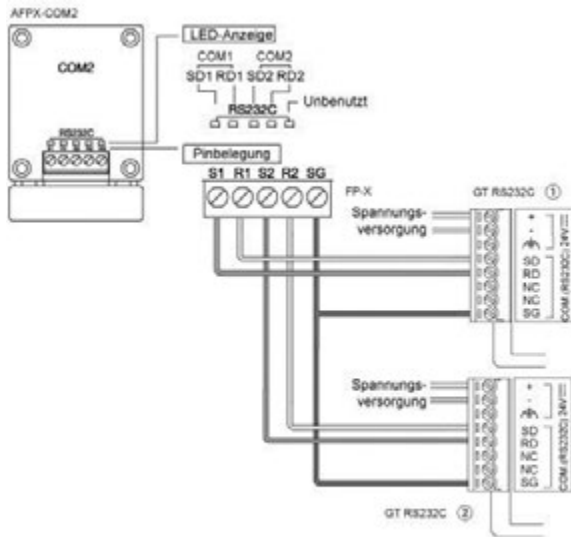 AFPX-COM2
COM2
RS232C
LED-Anzeige
COM1 COM2
SD1 RD1 SD2 RD2
RS232C
Unbenutzt
Pinbelegung
S1 R1 S2 R2 SG
FP-X
GT RS232C ①
Spannungs-
versorgung
+
-
SD
RD
NC
NC
SG
24V
COM (RS232C)
Spannungs-
versorgung
+
-
SD
RD
NC
NC
SG
24V
COM (RS232C)
GT RS232C ②